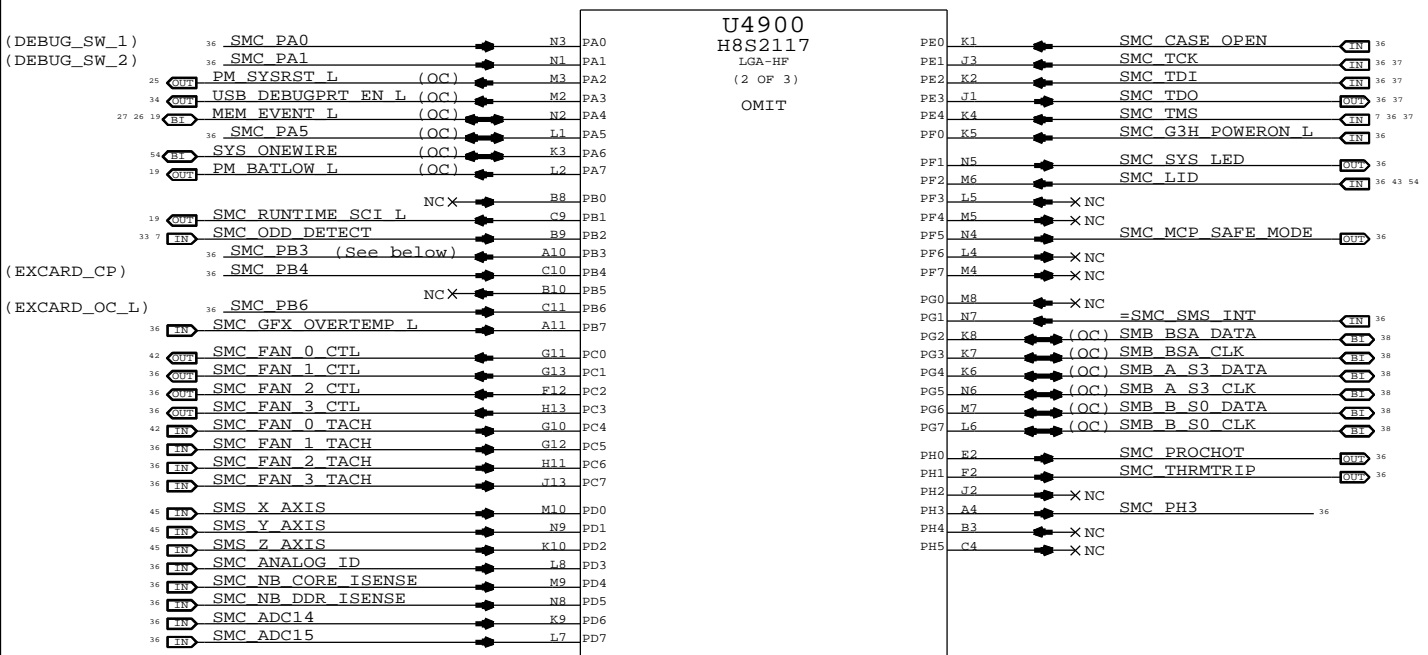 U4900
H8S2117
LGA-HF
(2 OF 3)
OMIT
(DEBUG_SW_1) 36 SMC_PA0 N3 PA0
(DEBUG_SW_2) 36 SMC_PA1 N1 PA1
25 OUT PM_SYSRST_L (OC) M3 PA2
34 OUT USB_DEBUGPRT_EN_L (OC) M2 PA3
27 26 19 BI MEM_EVENT_L (OC) N2 PA4
36 SMC_PA5 (OC) L1 PA5
54 BI SYS_ONEWIRE (OC) K3 PA6
19 OUT PM_BATLOW_L (OC) L2 PA7
NC B8 PB0
19 OUT SMC_RUNTIME_SCI_L C9 PB1
33 7 IN SMC_ODD_DETECT B9 PB2
36 SMC_PB3 (See below) A10 PB3
(EXCARD_CP) 36 SMC_PB4 C10 PB4
NC B10 PB5
(EXCARD_OC_L) 36 SMC_PB6 C11 PB6
36 IN SMC_GFX_OVERTEMP_L A11 PB7
42 OUT SMC_FAN_0_CTL G11 PC0
36 OUT SMC_FAN_1_CTL G13 PC1
36 OUT SMC_FAN_2_CTL F12 PC2
36 OUT SMC_FAN_3_CTL H13 PC3
42 IN SMC_FAN_0_TACH G10 PC4
36 IN SMC_FAN_1_TACH G12 PC5
36 IN SMC_FAN_2_TACH H11 PC6
36 IN SMC_FAN_3_TACH J13 PC7
45 IN SMS_X_AXIS M10 PD0
45 IN SMS_Y_AXIS N9 PD1
45 IN SMS_Z_AXIS K10 PD2
36 IN SMC_ANALOG_ID L8 PD3
36 IN SMC_NB_CORE_ISENSE M9 PD4
36 IN SMC_NB_DDR_ISENSE N8 PD5
36 IN SMC_ADC14 K9 PD6
36 IN SMC_ADC15 L7 PD7
PE0 K1 SMC_CASE_OPEN IN 36
PE1 J3 SMC_TCK IN 36 37
PE2 K2 SMC_TDI IN 36 37
PE3 J1 SMC_TDO OUT 36 37
PE4 K4 SMC_TMS IN 7 36 37
PF0 K5 SMC_G3H_POWERON_L IN 36
PF1 N5 SMC_SYS_LED OUT 36
PF2 M6 SMC_LID IN 36 43 54
PF3 L5 NC
PF4 M5 NC
PF5 N4 SMC_MCP_SAFE_MODE OUT 36
PF6 L4 NC
PF7 M4 NC
PG0 M8 NC
PG1 N7 =SMC_SMS_INT IN 36
PG2 K8 (OC) SMB_BSA_DATA BI 38
PG3 K7 (OC) SMB_BSA_CLK BI 38
PG4 K6 (OC) SMB_A_S3_DATA BI 38
PG5 N6 (OC) SMB_A_S3_CLK BI 38
PG6 M7 (OC) SMB_B_S0_DATA BI 38
PG7 L6 (OC) SMB_B_S0_CLK BI 38
PH0 E2 SMC_PROCHOT OUT 36
PH1 F2 SMC_THRMTRIP OUT 36
PH2 J2 NC
PH3 A4 SMC_PH3 36
PH4 B3 NC
PH5 C4 NC